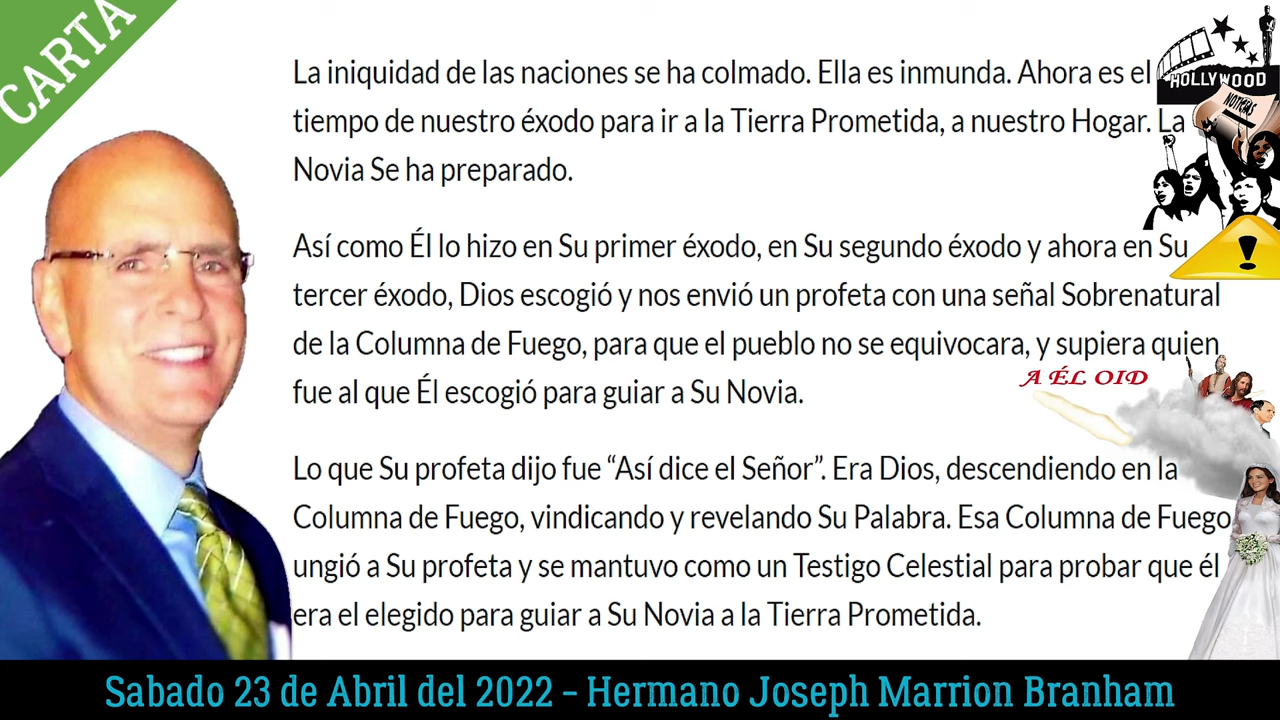 CARTA
La iniquidad de las naciones se ha colmado. Ella es inmunda. Ahora es el
tiempo de nuestro éxodo para ir a la Tierra Prometida, a nuestro Hogar. La
Novia Se ha preparado.
Así como Él lo hizo en Su primer éxodo, en Su segundo éxodo y ahora en Su
tercer éxodo, Dios escogió y nos envió un profeta con una señal Sobrenatural
de la Columna de Fuego, para que el pueblo no se equivocara, y supiera quien
fue al que Él escogió para guiar a Su Novia.
Lo que Su profeta dijo fue “Así dice el Señor”. Era Dios, descendiendo en la
Columna de Fuego, vindicando y revelando Su Palabra. Esa Columna de Fuego
ungió a Su profeta y se mantuvo como un Testigo Celestial para probar que él
era el elegido para guiar a Su Novia a la Tierra Prometida.
HOLLYWOOD
NOTICIAS
A ÉL OID
Sabado 23 de Abril del 2022 – Hermano Joseph Marrion Branham